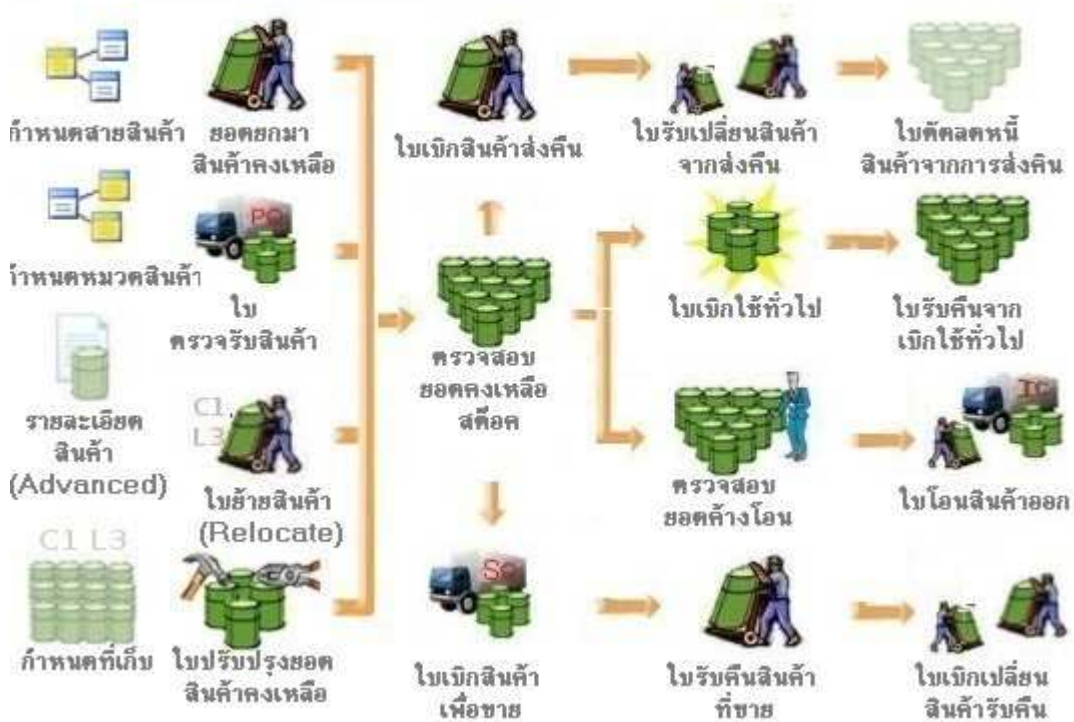 กำหนดสายสินค้า
ยอดยกมา
สินค้าคงเหลือ
ใบเบิกสินค้าส่งคืน
ใบรับเปลี่ยนสินค้า
จากส่งคืน
ใบตัดลดหนี้
สินค้าจากการส่งคืน
กำหนดหมวดสินค้า
PO
ใบ
ตรวจรับสินค้า
ตรวจสอบ
ยอดคงเหลือ
สต๊อค
ใบเบิกใช้ทั่วไป
ใบรับคืนจาก
เบิกใช้ทั่วไป
รายละเอียด
สินค้า
(Advanced)
C1,
L3
ใบย้ายสินค้า
(Relocate)
ตรวจสอบ
ยอดค้างโอน
ใบโอนสินค้าออก
C1 L3
กำหนดที่เก็บ
ใบปรับปรุงยอด
สินค้าคงเหลือ
ใบเบิกสินค้า
เพื่อขาย
ใบรับคืนสินค้า
ที่ขาย
ใบเบิกเปลี่ยน
สินค้ารับคืน